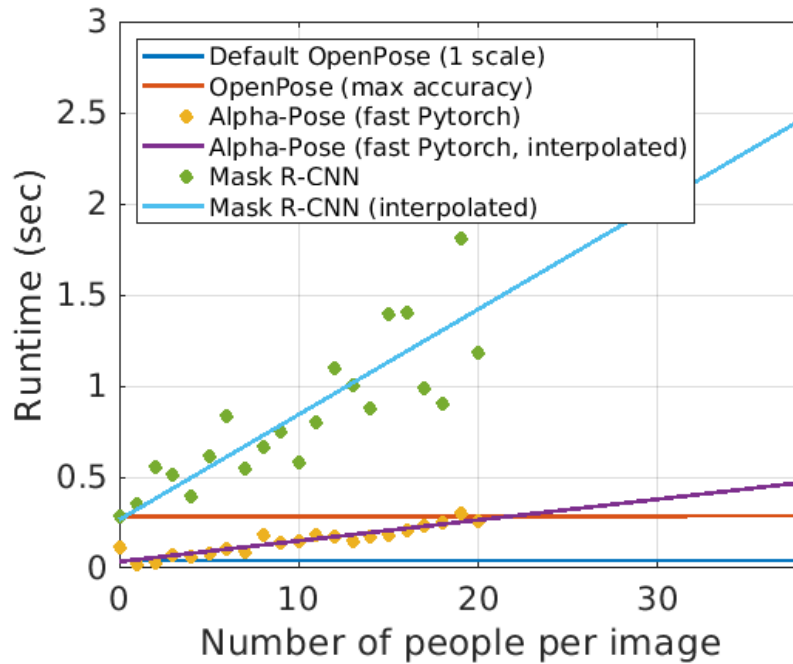 3
2.5
2
1.5
1
0.5
0
Runtime (sec)
Default OpenPose (1 scale)
OpenPose (max accuracy)
Alpha-Pose (fast Pytorch)
Alpha-Pose (fast Pytorch, interpolated)
Mask R-CNN
Mask R-CNN (interpolated)
0 10 20 30
Number of people per image